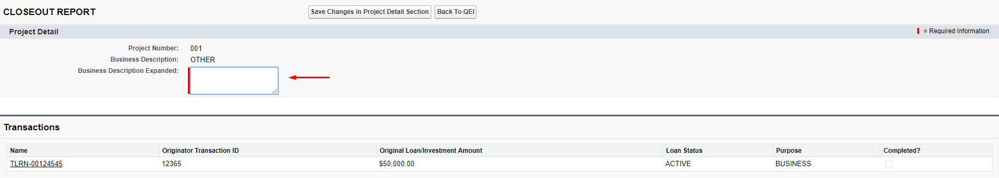 CLOSEOUT REPORT
Save Changes in Project Detail Section
Back To QEI
Project Detail
= Required Information
Project Number: 001
Business Description: OTHER
Business Description Expanded:
Transactions
Name Originator Transaction ID Original Loan/Investment Amount Loan Status Purpose Completed?
TLRN-00124545 12365 $50,000.00 ACTIVE BUSINESS